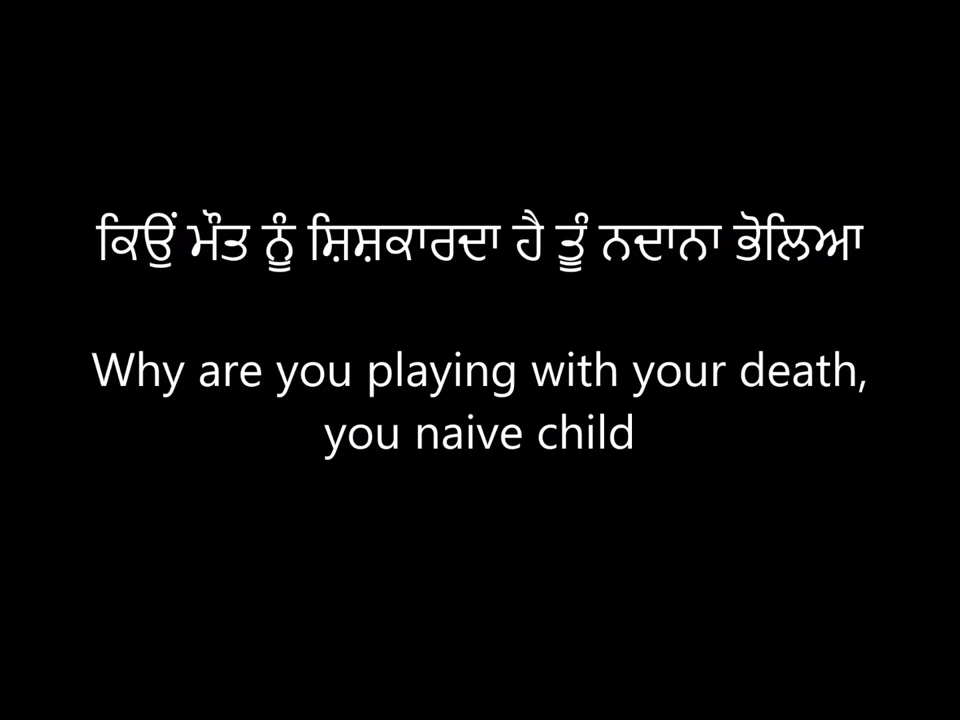 ਕਿਉਂ ਮੌਤ ਨੂੰ ਸ਼ਿਸ਼ਕਾਰਦਾ ਹੈ ਤੂੰ ਨਦਾਨਾ ਭੋਲਿਆ
Why are you playing with your death,
you naive child